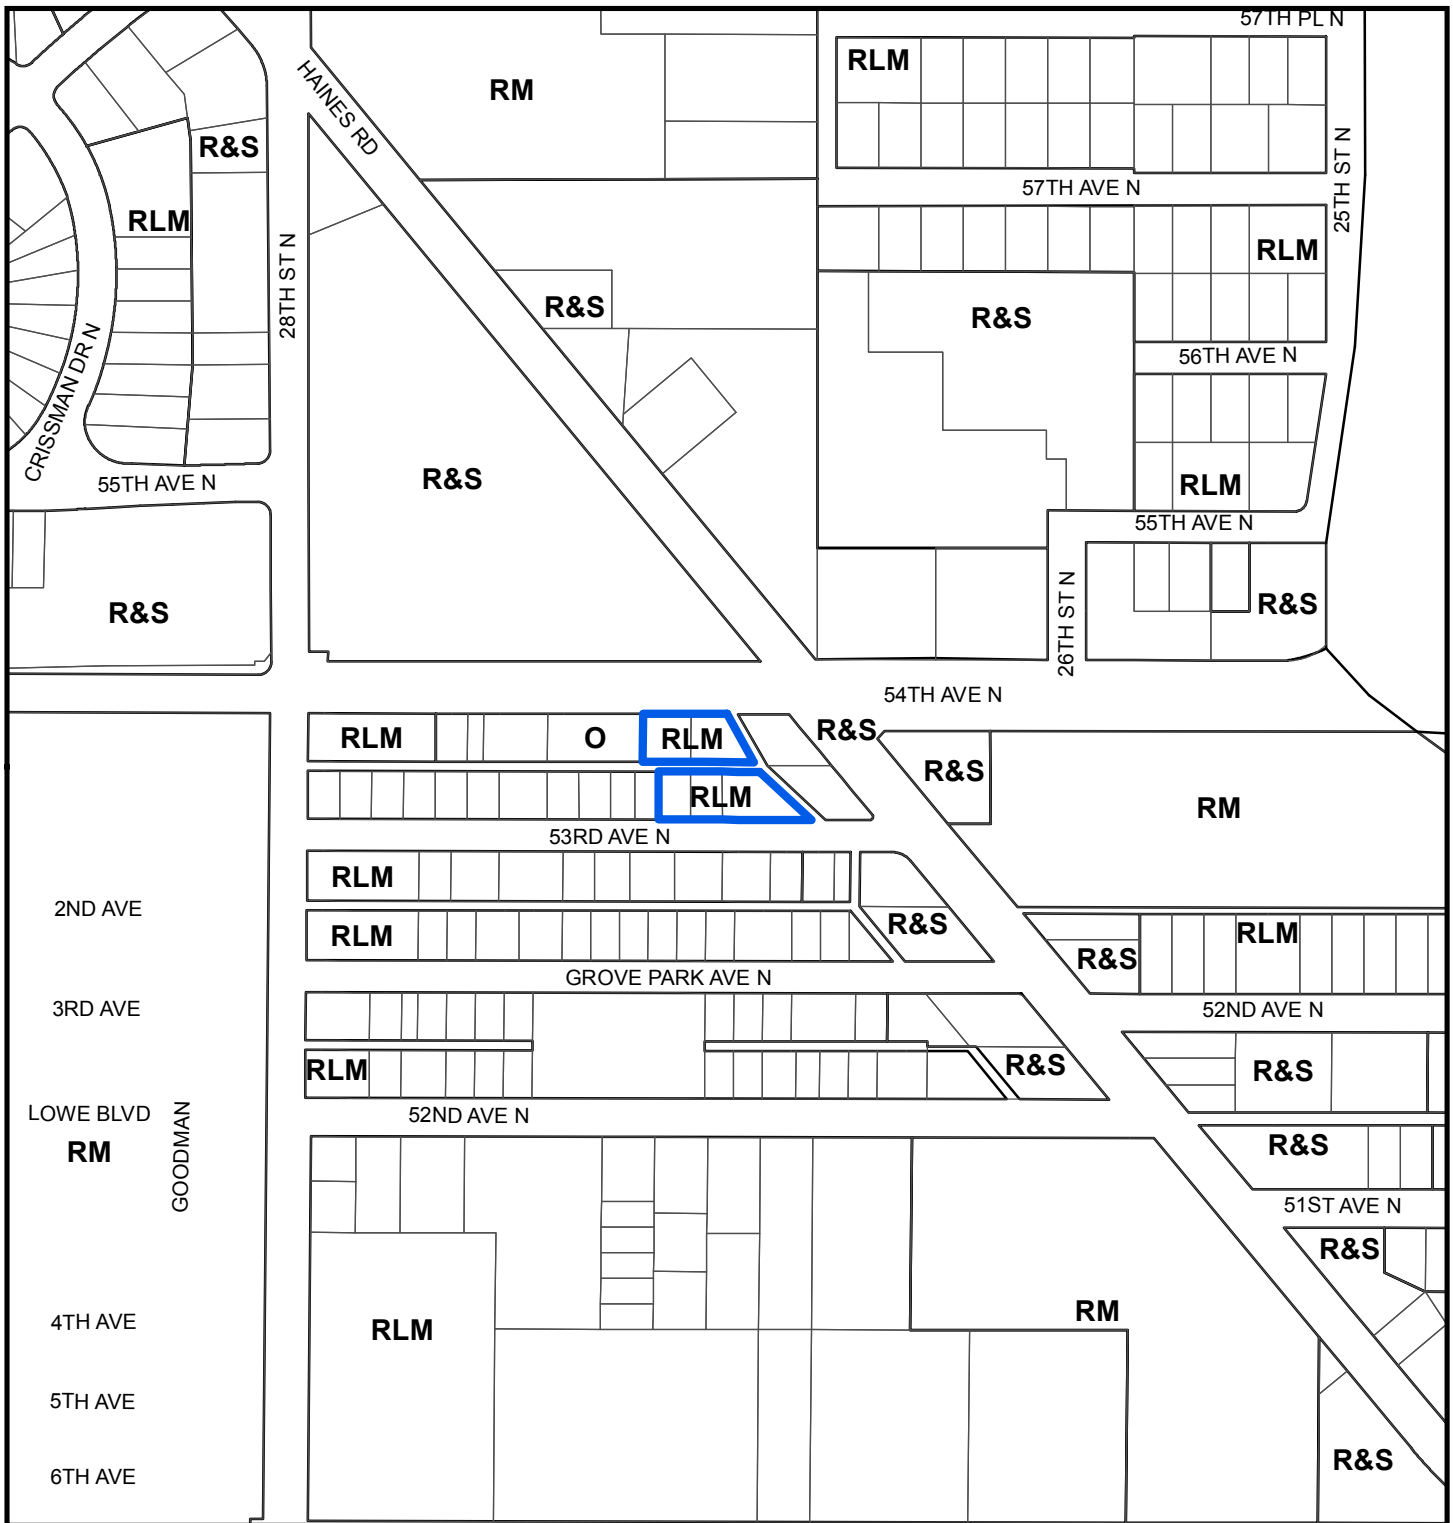 57TH PL N
RLM
RM
HAINES RD
R&S
25TH ST N
57TH AVE N
RLM
RLM
28TH ST N
R&S
R&S
56TH AVE N
CRISSMAN DR N
R&S
RLM
55TH AVE N
55TH AVE N
26TH ST N
R&S
R&S
54TH AVE N
RLM
O
RLM
R&S
R&S
RLM
RM
53RD AVE N
RLM
2ND AVE
R&S
RLM
RLM
R&S
GROVE PARK AVE N
3RD AVE
52ND AVE N
R&S
RLM
R&S
LOWE BLVD
52ND AVE N
RM
GOODMAN
R&S
51ST AVE N
R&S
RM
4TH AVE
RLM
5TH AVE
R&S
6TH AVE